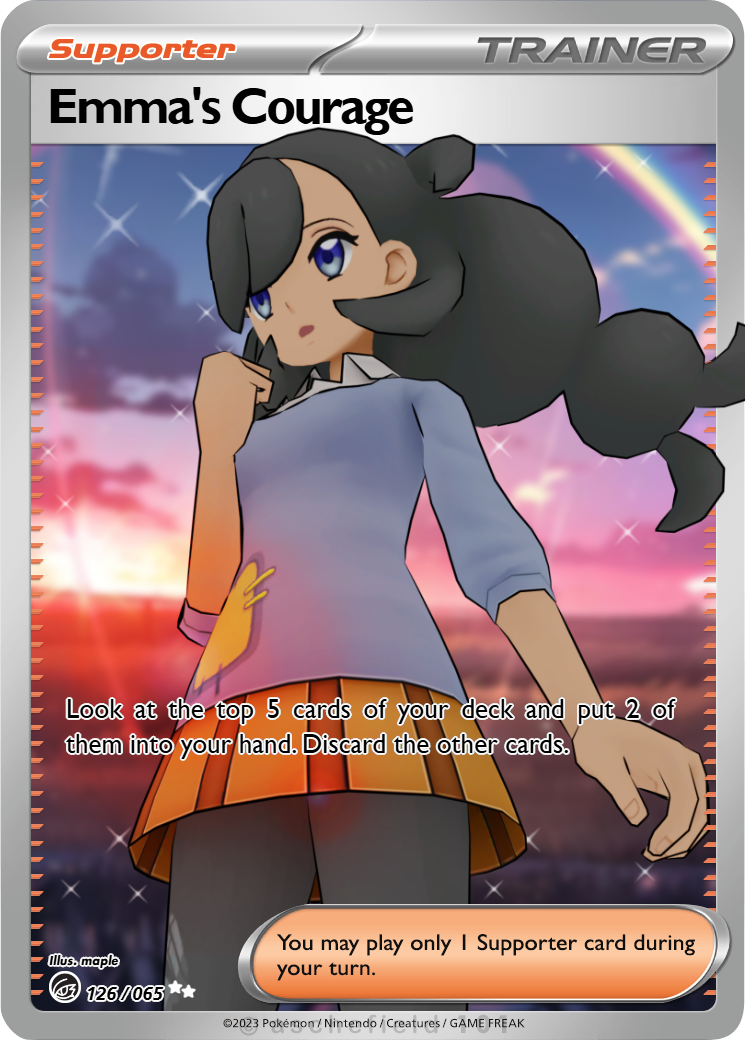 Supporter
TRAINER
Emma's Courage
Look at the top 5 cards of your deck and put 2 of
them into your hand. Discard the other cards.
You may play only 1 Supporter card during
your turn.
Illus. maple
126/065
©2023 Pokémon / Nintendo / Creatures / GAME FREAK